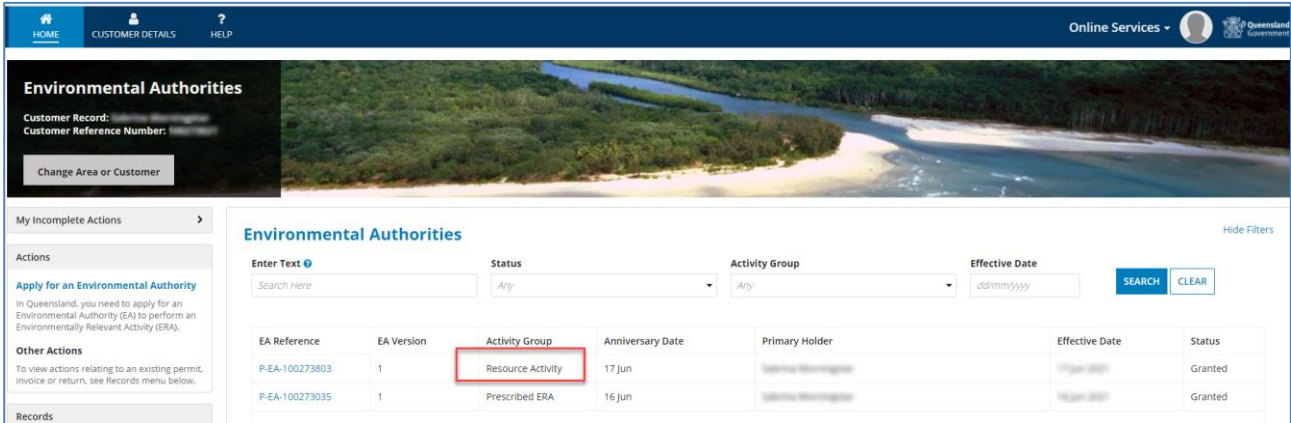 HOME CUSTOMER DETAILS ? HELP Online Services Queensland Government
Environmental Authorities
Customer Record:
Customer Reference Number:
Change Area or Customer
My Incomplete Actions
Actions
Apply for an Environmental Authority
In Queensland, you need to apply for an
Environmental Authority (EA) to perform an
Environmentally Relevant Activity (ERA).
Other Actions
To view actions relating to an existing permit,
invoice or return, see Records menu below.
Records
Environmental Authorities Hide Filters
Enter Text ? Status Activity Group Effective Date
Search Here Any Any dd/mm/yyyy SEARCH CLEAR
EA Reference EA Version Activity Group Anniversary Date Primary Holder Effective Date Status
P-EA-100273803 1 Resource Activity 17 Jun Granted
P-EA-100273035 1 Prescribed ERA 16 Jun Granted